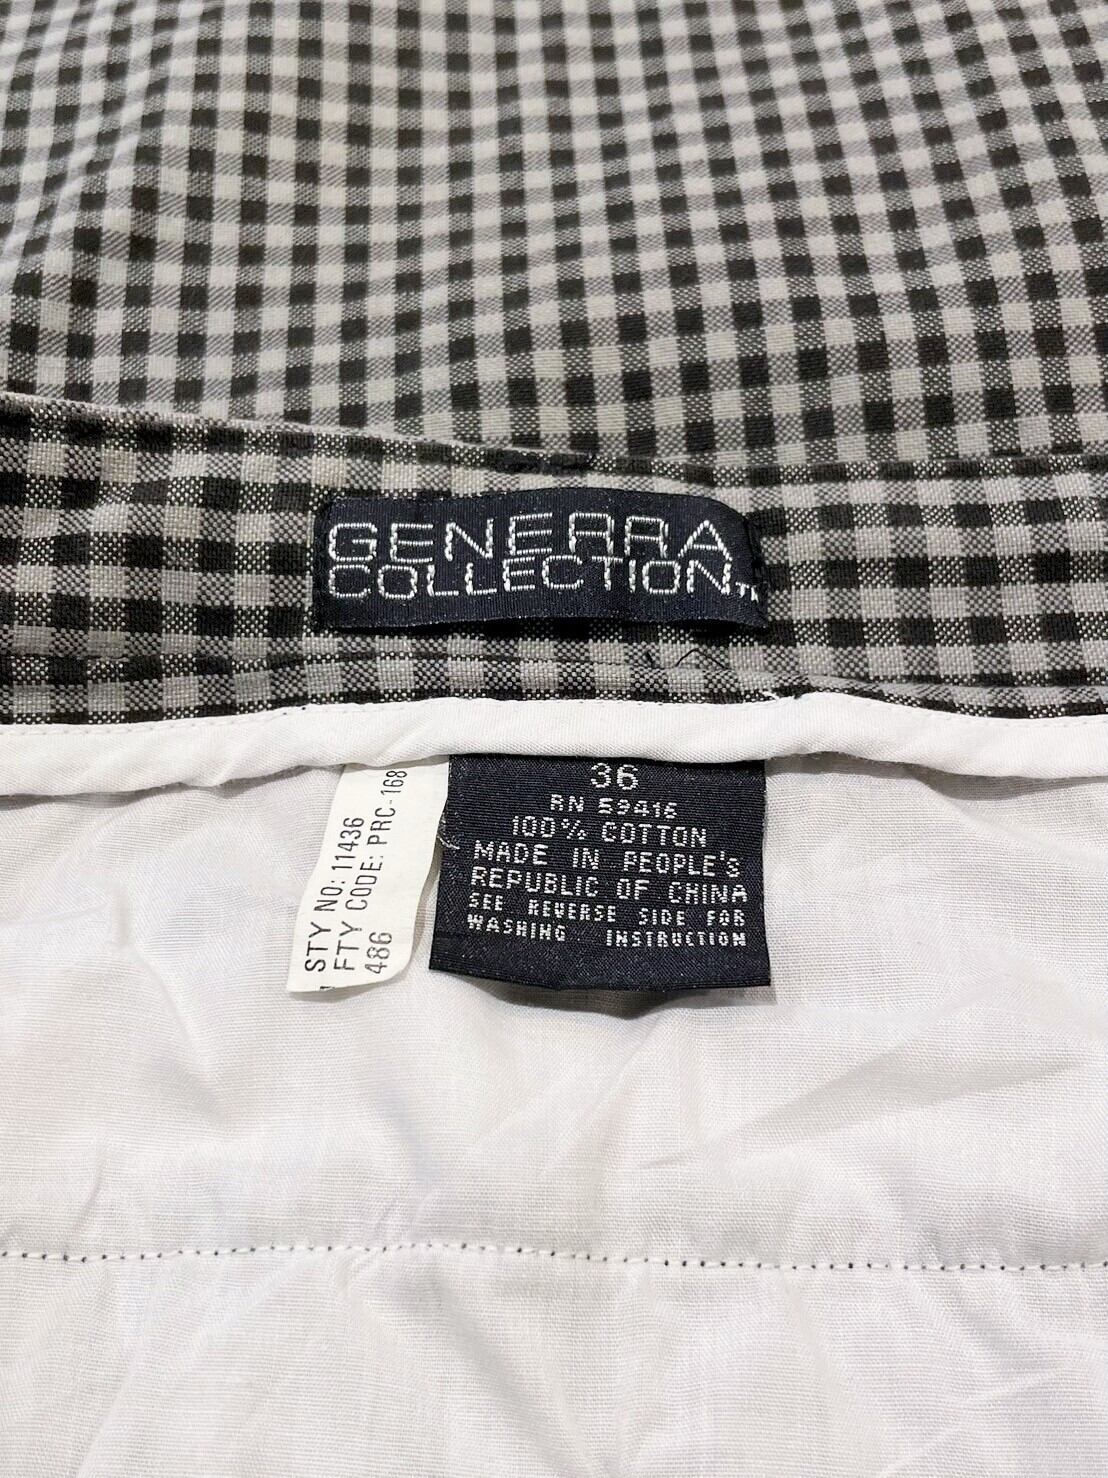 GENERRA
COLLECTION™
36
RN 59416
100% COTTON
MADE IN PEOPLE'S
REPUBLIC OF CHINA
SEE REVERSE SIDE FOR
WASHING INSTRUCTION
STY NO: 11436
FTY CODE: PRC-168
486